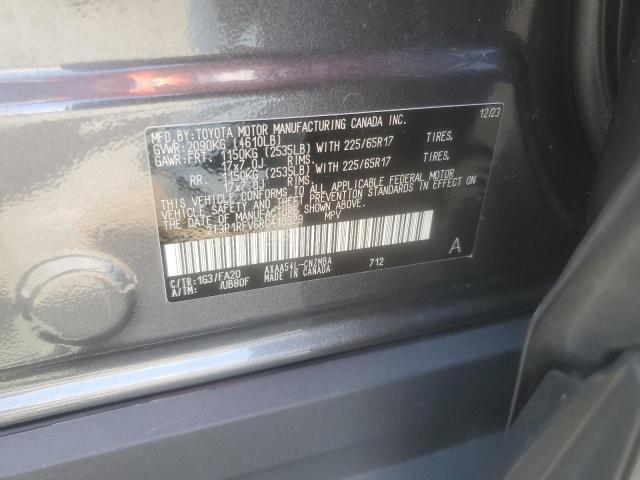 MFD.BY:TOYOTA MOTOR MANUFACTURING CANADA INC. 12/23
GVWR:2090KG (4610LB)
GAWR:FRT. 1150KG (2535LB) WITH 225/65R17 TIRES,
17X7.0J RIMS
RR. 1150KG (2535LB) WITH 225/65R17 TIRES,
17X7.0J RIMS
THIS VEHICLE CONFORMS TO ALL APPLICABLE FEDERAL MOTOR
VEHICLE SAFETY AND THEFT PREVENTION STANDARDS IN EFFECT ON
THE DATE OF MANUFACTURE SHOWN ABOVE.
MPV
A
C/TR:1G3/FA20 AXAA54L-CNZMBA 712
A/TM: /UB80F MADE IN CANADA